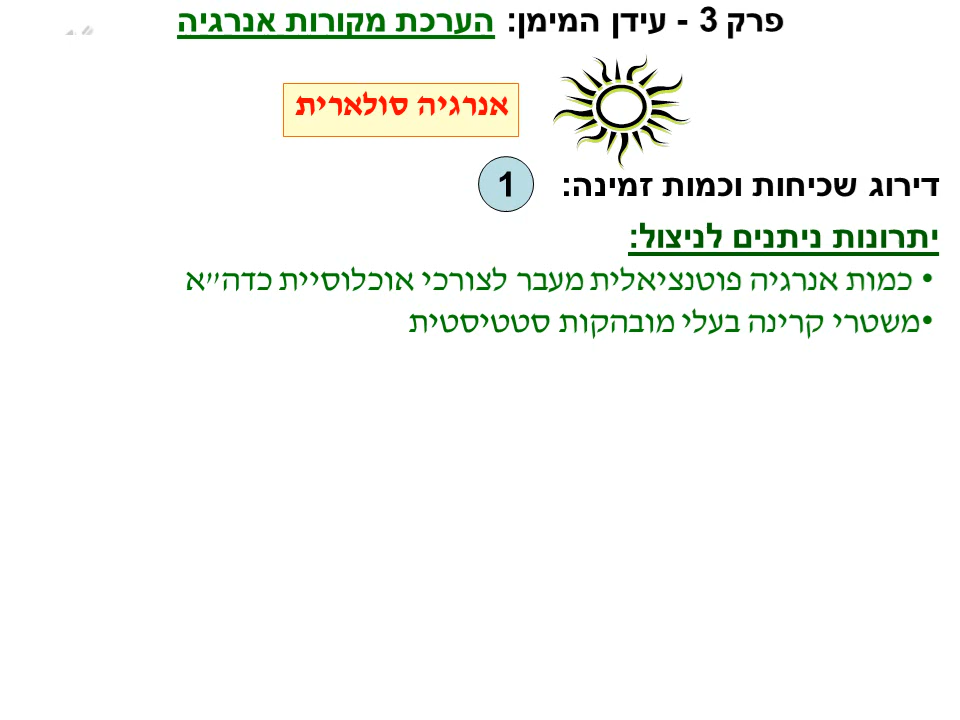 פרק 3 - עידן המימן: הערכת מקורות אנרגיה
אנרגיה סולארית
דירוג שכיחות וכמות זמינה: 1
יתרונות ניתנים לניצול:
• כמות אנרגיה פוטנציאלית מעבר לצורכי אוכלוסיית כדה״א
•משטרי קרינה בעלי מובהקות סטטיסטית